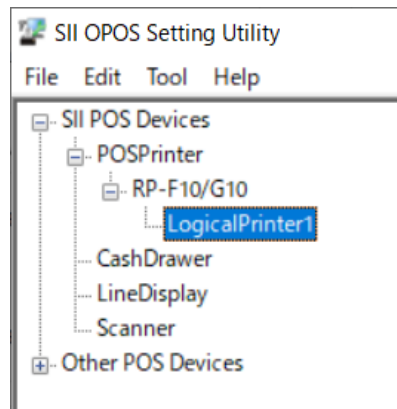 SII OPOS Setting Utility
File Edit Tool Help
SII POS Devices
POSPrinter
RP-F10/G10
LogicalPrinter1
CashDrawer
LineDisplay
Scanner
Other POS Devices